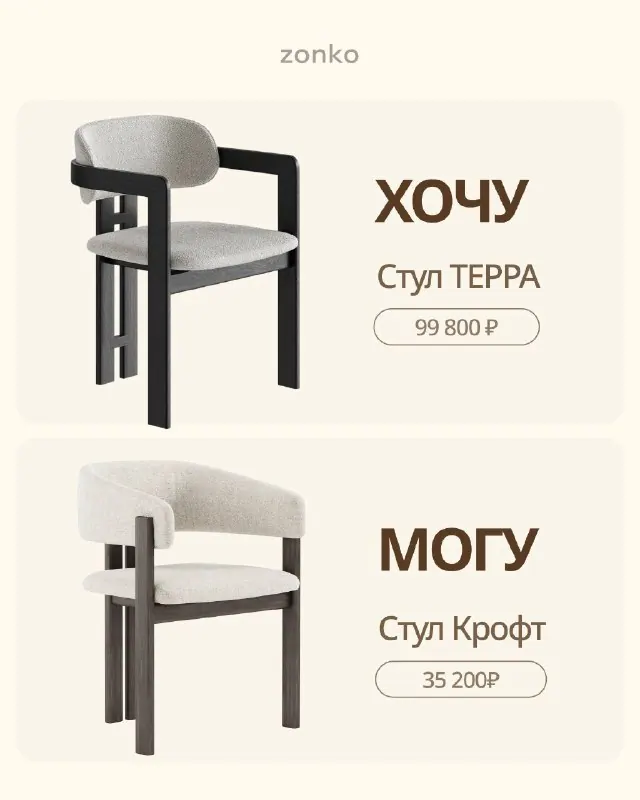 zonko
ХОЧУ
Стул ТЕРРА
99 800 ₽
МОГУ
Стул Крофт
35 200₽